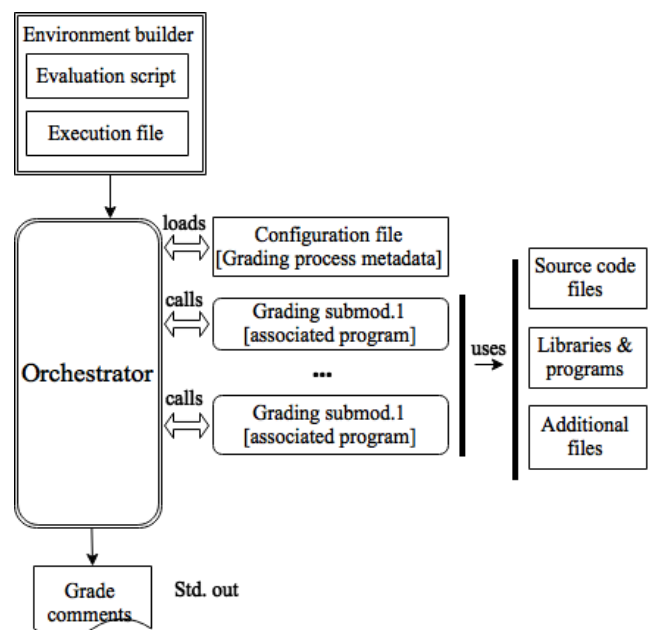 Environment builder
Evaluation script
Execution file
Orchestrator
loads
Configuration file
[Grading process metadata]
calls
Grading submod.1
[associated program]
...
calls
Grading submod.1
[associated program]
uses
Source code
files
Libraries &
programs
Additional
files
Grade
comments
Std. out